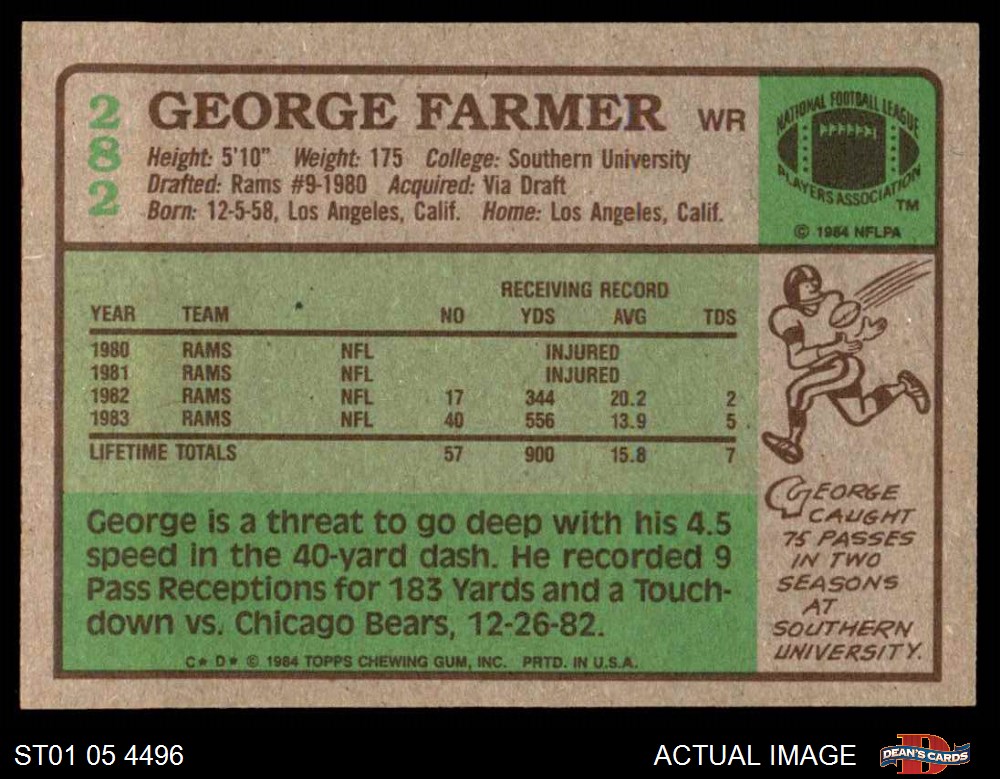 282
GEORGE FARMER WR
Height: 5'10" Weight: 175 College: Southern University
Drafted: Rams #9-1980 Acquired: Via Draft
Born: 12-5-58, Los Angeles, Calif. Home: Los Angeles, Calif.
NATIONAL FOOTBALL LEAGUE
PLAYERS ASSOCIATION
TM
© 1984 NFLPA
RECEIVING RECORD
YEAR TEAM NO YDS AVG TDS
1980 RAMS NFL INJURED
1981 RAMS NFL INJURED
1982 RAMS NFL 17 344 20.2 2
1983 RAMS NFL 40 556 13.9 5
LIFETIME TOTALS 57 900 15.8 7
George is a threat to go deep with his 4.5
speed in the 40-yard dash. He recorded 9
Pass Receptions for 183 Yards and a Touch-
down vs. Chicago Bears, 12-26-82.
C★ D★ © 1984 TOPPS CHEWING GUM, INC. PRTD. IN U.S.A.
GEORGE
CAUGHT
75 PASSES
IN TWO
SEASONS
AT
SOUTHERN
UNIVERSITY.
ST01 05 4496
ACTUAL IMAGE
DEAN'S CARDS